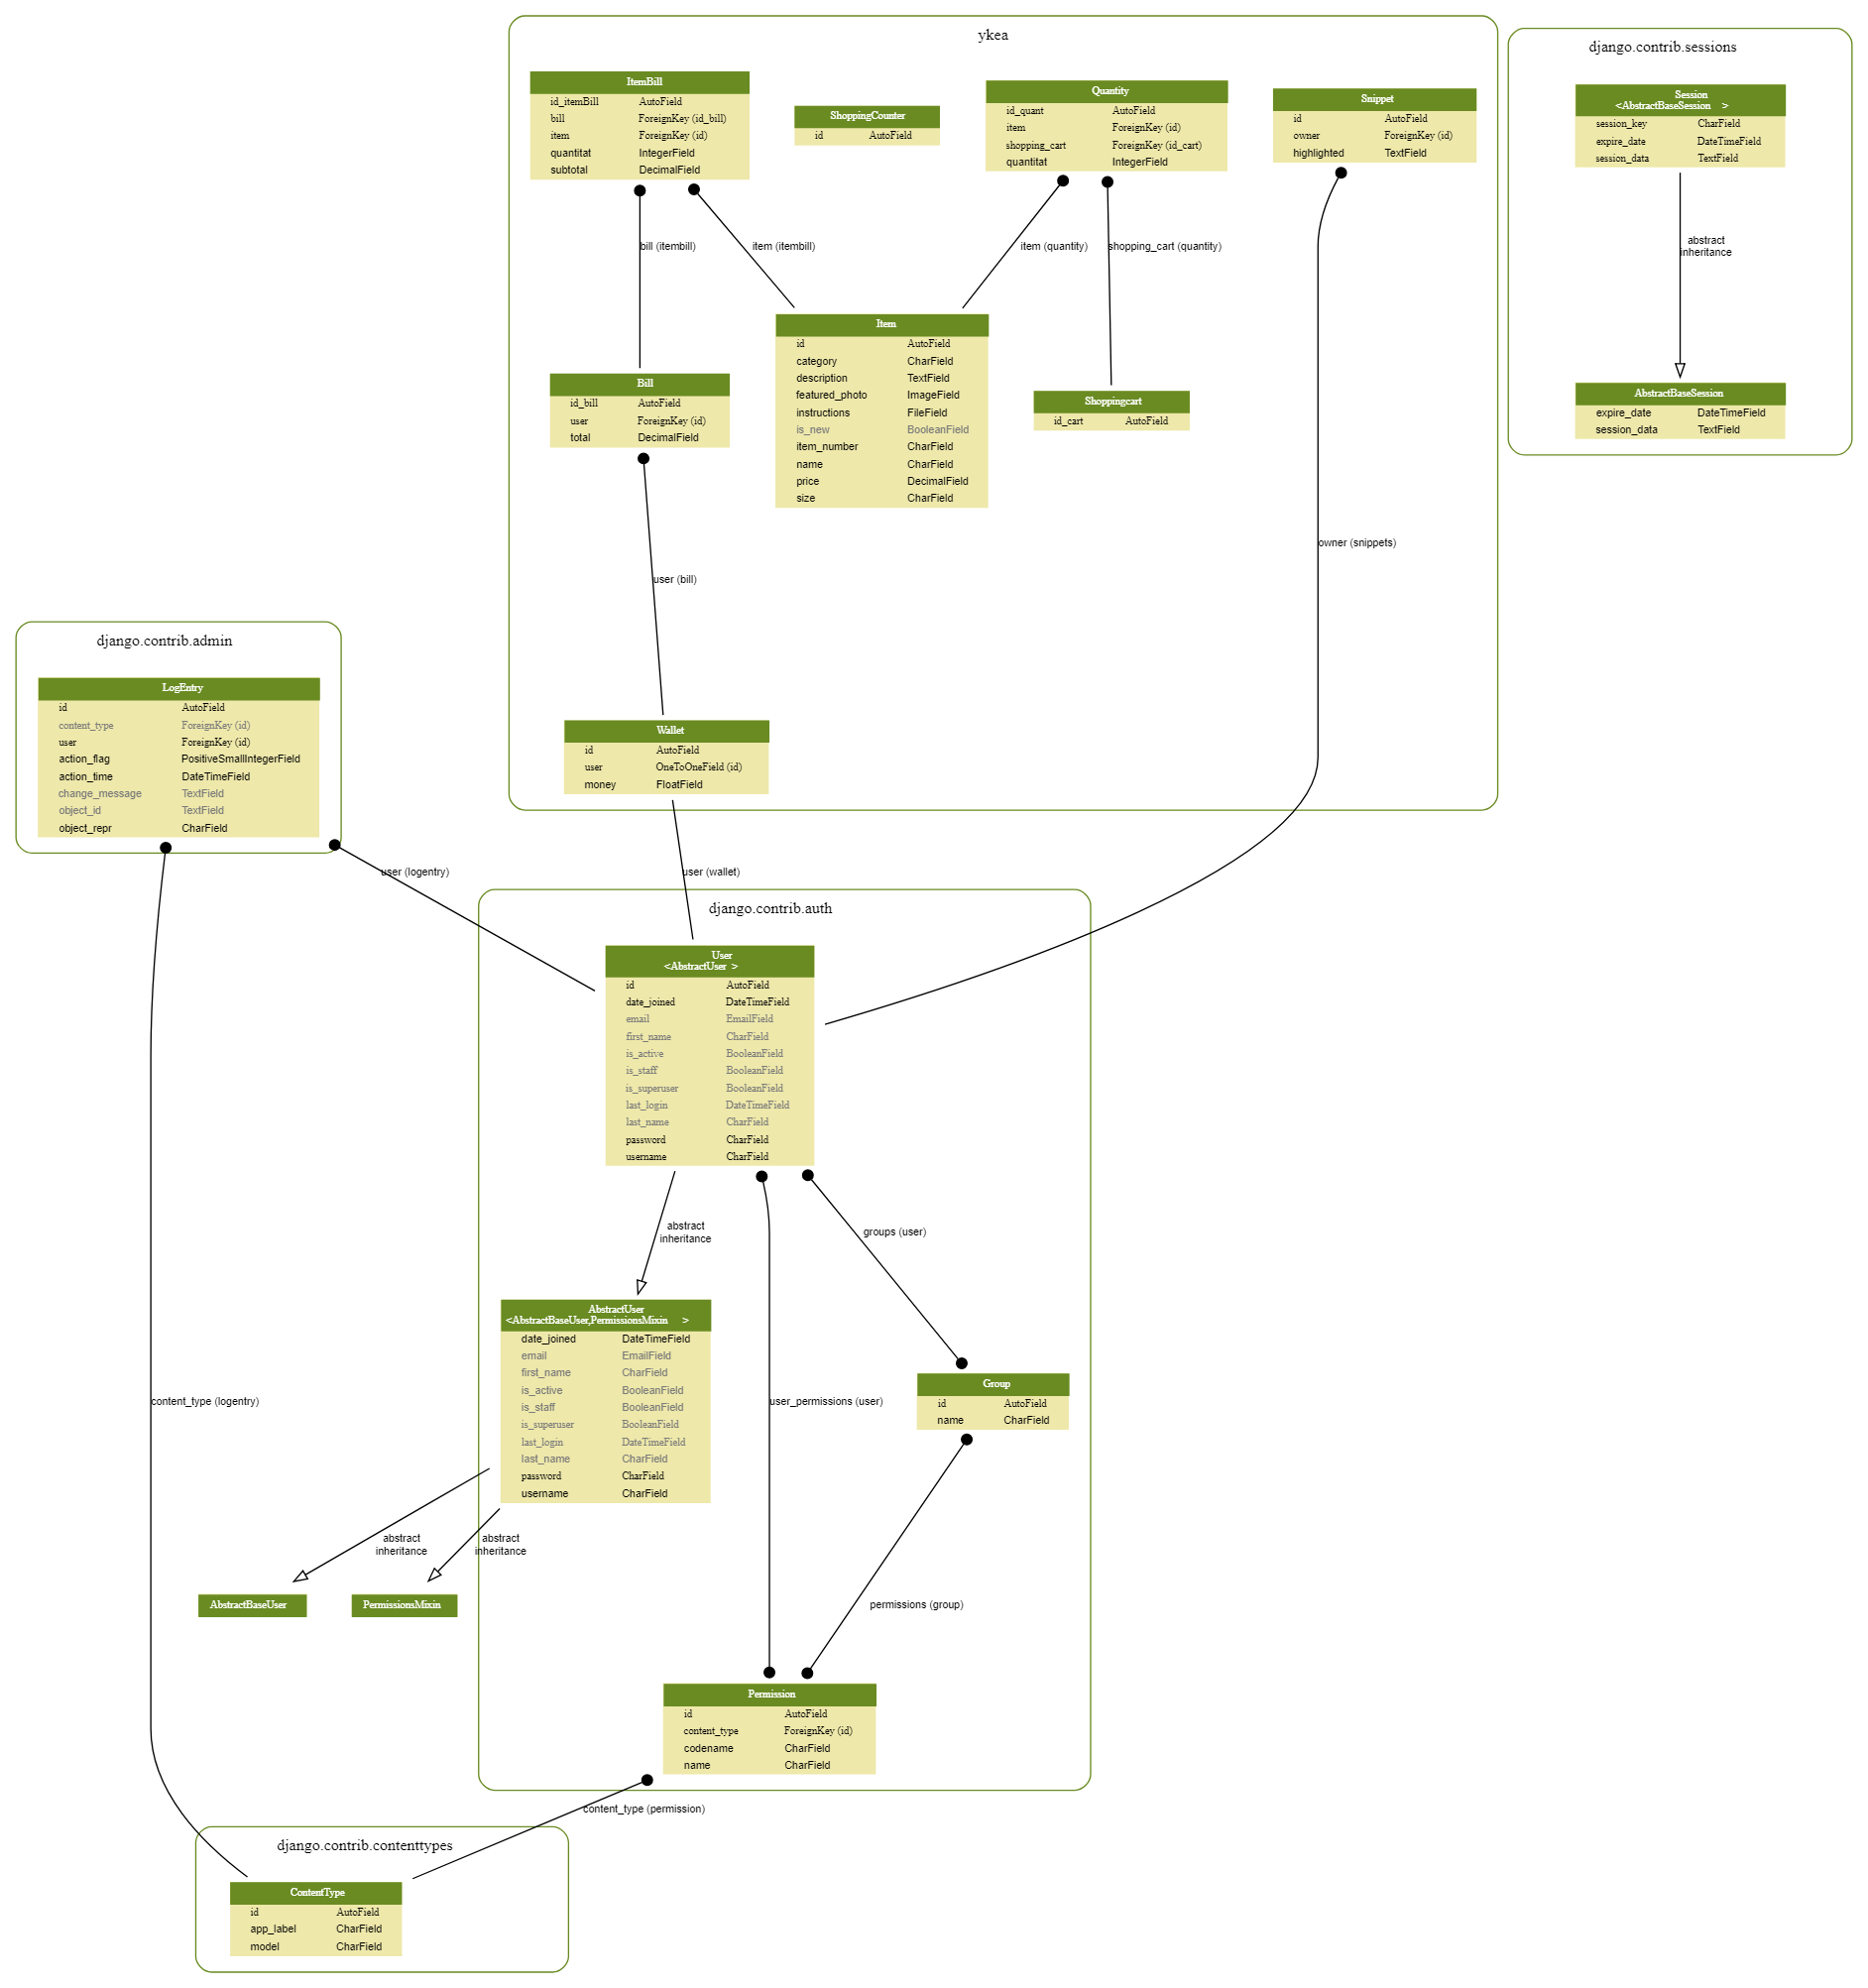 ykea
ItemBill
id_itemBill AutoField
bill ForeignKey (id_bill)
item ForeignKey (id)
quantitat IntegerField
subtotal DecimalField
ShoppingCounter
id AutoField
Quantity
id_quant AutoField
item ForeignKey (id)
shopping_cart ForeignKey (id_cart)
quantitat IntegerField
Snippet
id AutoField
owner ForeignKey (id)
highlighted TextField
bill (itembill)
item (itembill)
item (quantity)
shopping_cart (quantity)
Item
id AutoField
category CharField
description TextField
featured_photo ImageField
instructions FileField
is_new BooleanField
item_number CharField
name CharField
price DecimalField
size CharField
Bill
id_bill AutoField
user ForeignKey (id)
total DecimalField
Shoppingcart
id_cart AutoField
owner (snippets)
user (bill)
Wallet
id AutoField
user OneToOneField (id)
money FloatField
django.contrib.sessions
Session
<AbstractBaseSession >
session_key CharField
expire_date DateTimeField
session_data TextField
abstract
inheritance
AbstractBaseSession
expire_date DateTimeField
session_data TextField
django.contrib.admin
LogEntry
id AutoField
content_type ForeignKey (id)
user ForeignKey (id)
action_flag PositiveSmallIntegerField
action_time DateTimeField
change_message TextField
object_id TextField
object_repr CharField
user (logentry)
user (wallet)
django.contrib.auth
User
<AbstractUser >
id AutoField
date_joined DateTimeField
email EmailField
first_name CharField
is_active BooleanField
is_staff BooleanField
is_superuser BooleanField
last_login DateTimeField
last_name CharField
password CharField
username CharField
abstract
inheritance
groups (user)
AbstractUser
<AbstractBaseUser,PermissionsMixin >
date_joined DateTimeField
email EmailField
first_name CharField
is_active BooleanField
is_staff BooleanField
is_superuser BooleanField
last_login DateTimeField
last_name CharField
password CharField
username CharField
Group
id AutoField
name CharField
content_type (logentry)
user_permissions (user)
abstract
inheritance
abstract
inheritance
AbstractBaseUser
PermissionsMixin
permissions (group)
Permission
id AutoField
content_type ForeignKey (id)
codename CharField
name CharField
content_type (permission)
django.contrib.contenttypes
ContentType
id AutoField
app_label CharField
model CharField